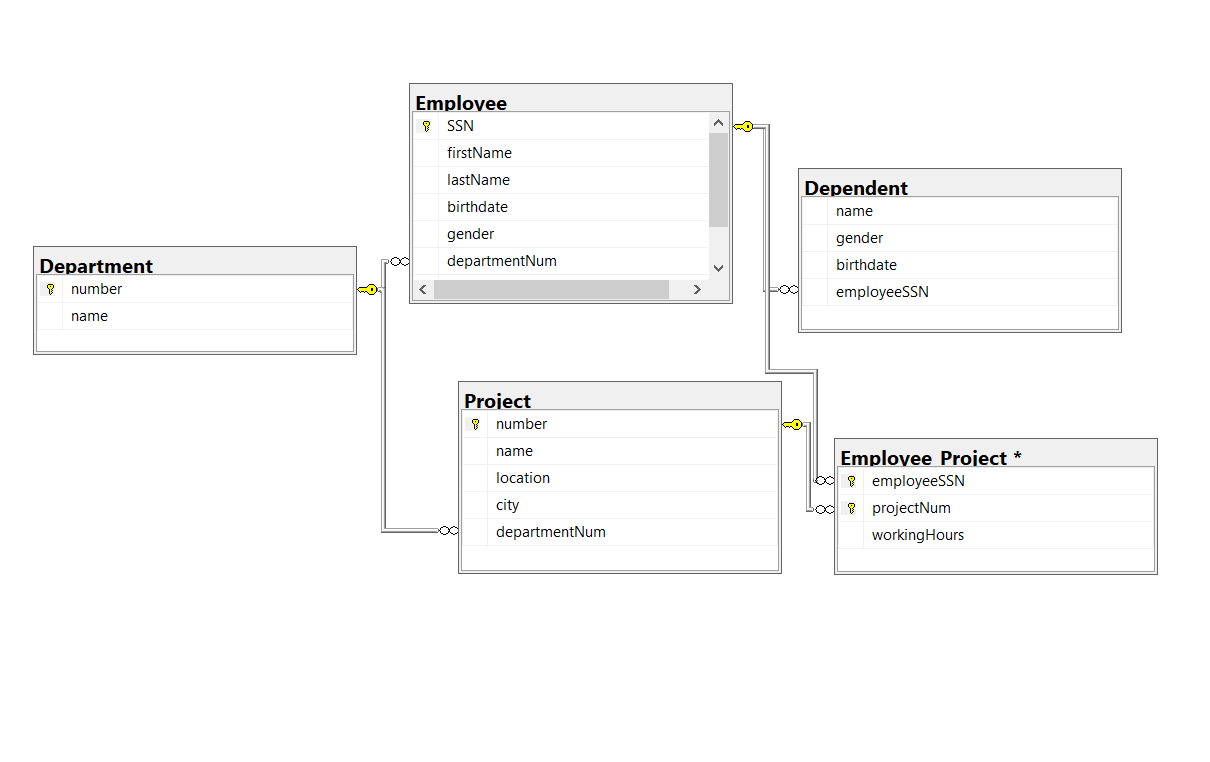 Employee
SSN
firstName
lastName
birthdate
gender
departmentNum
Dependent
name
gender
birthdate
employeeSSN
Department
number
name
Project
number
name
location
city
departmentNum
Employee_Project *
employeeSSN
projectNum
workingHours